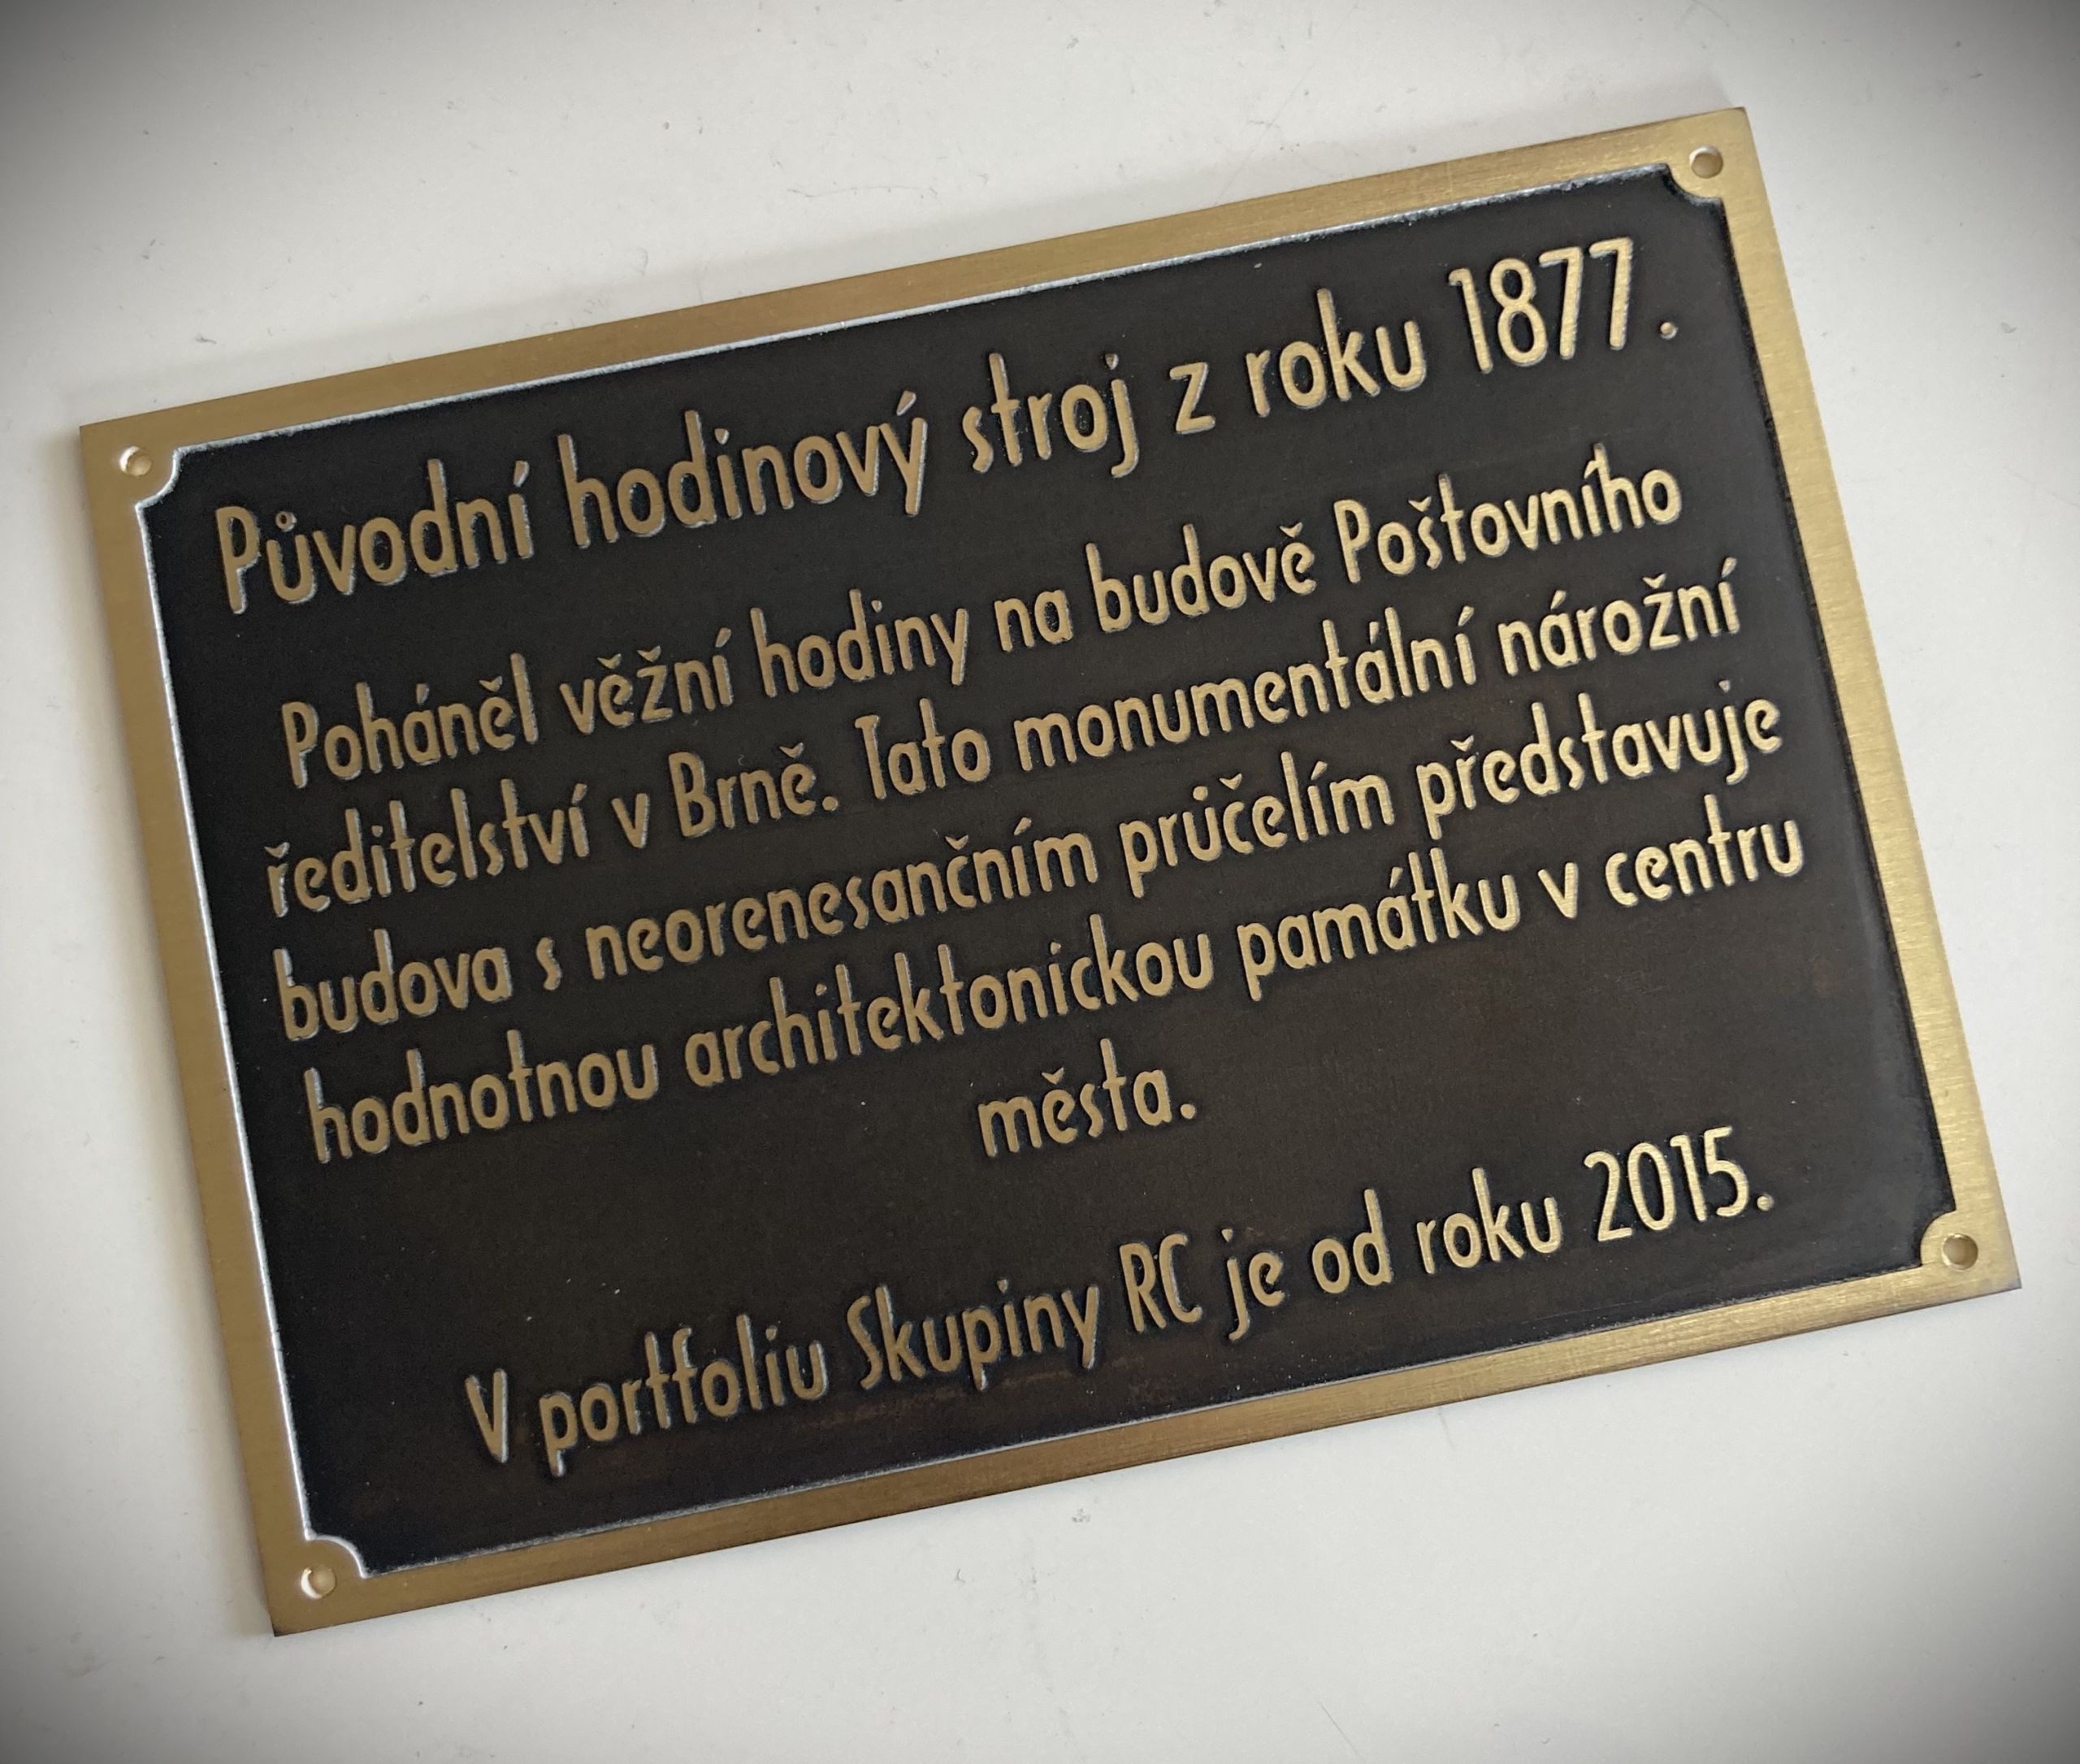 Původní hodinový stroj z roku 1877.
Poháněl věžní hodiny na budově Poštovního
ředitelství v Brně. Tato monumentální nárožní
budova s neorenesančním průčelím představuje
hodnotnou architektonickou památku v centru
města.
V portfoliu Skupiny RC je od roku 2015.